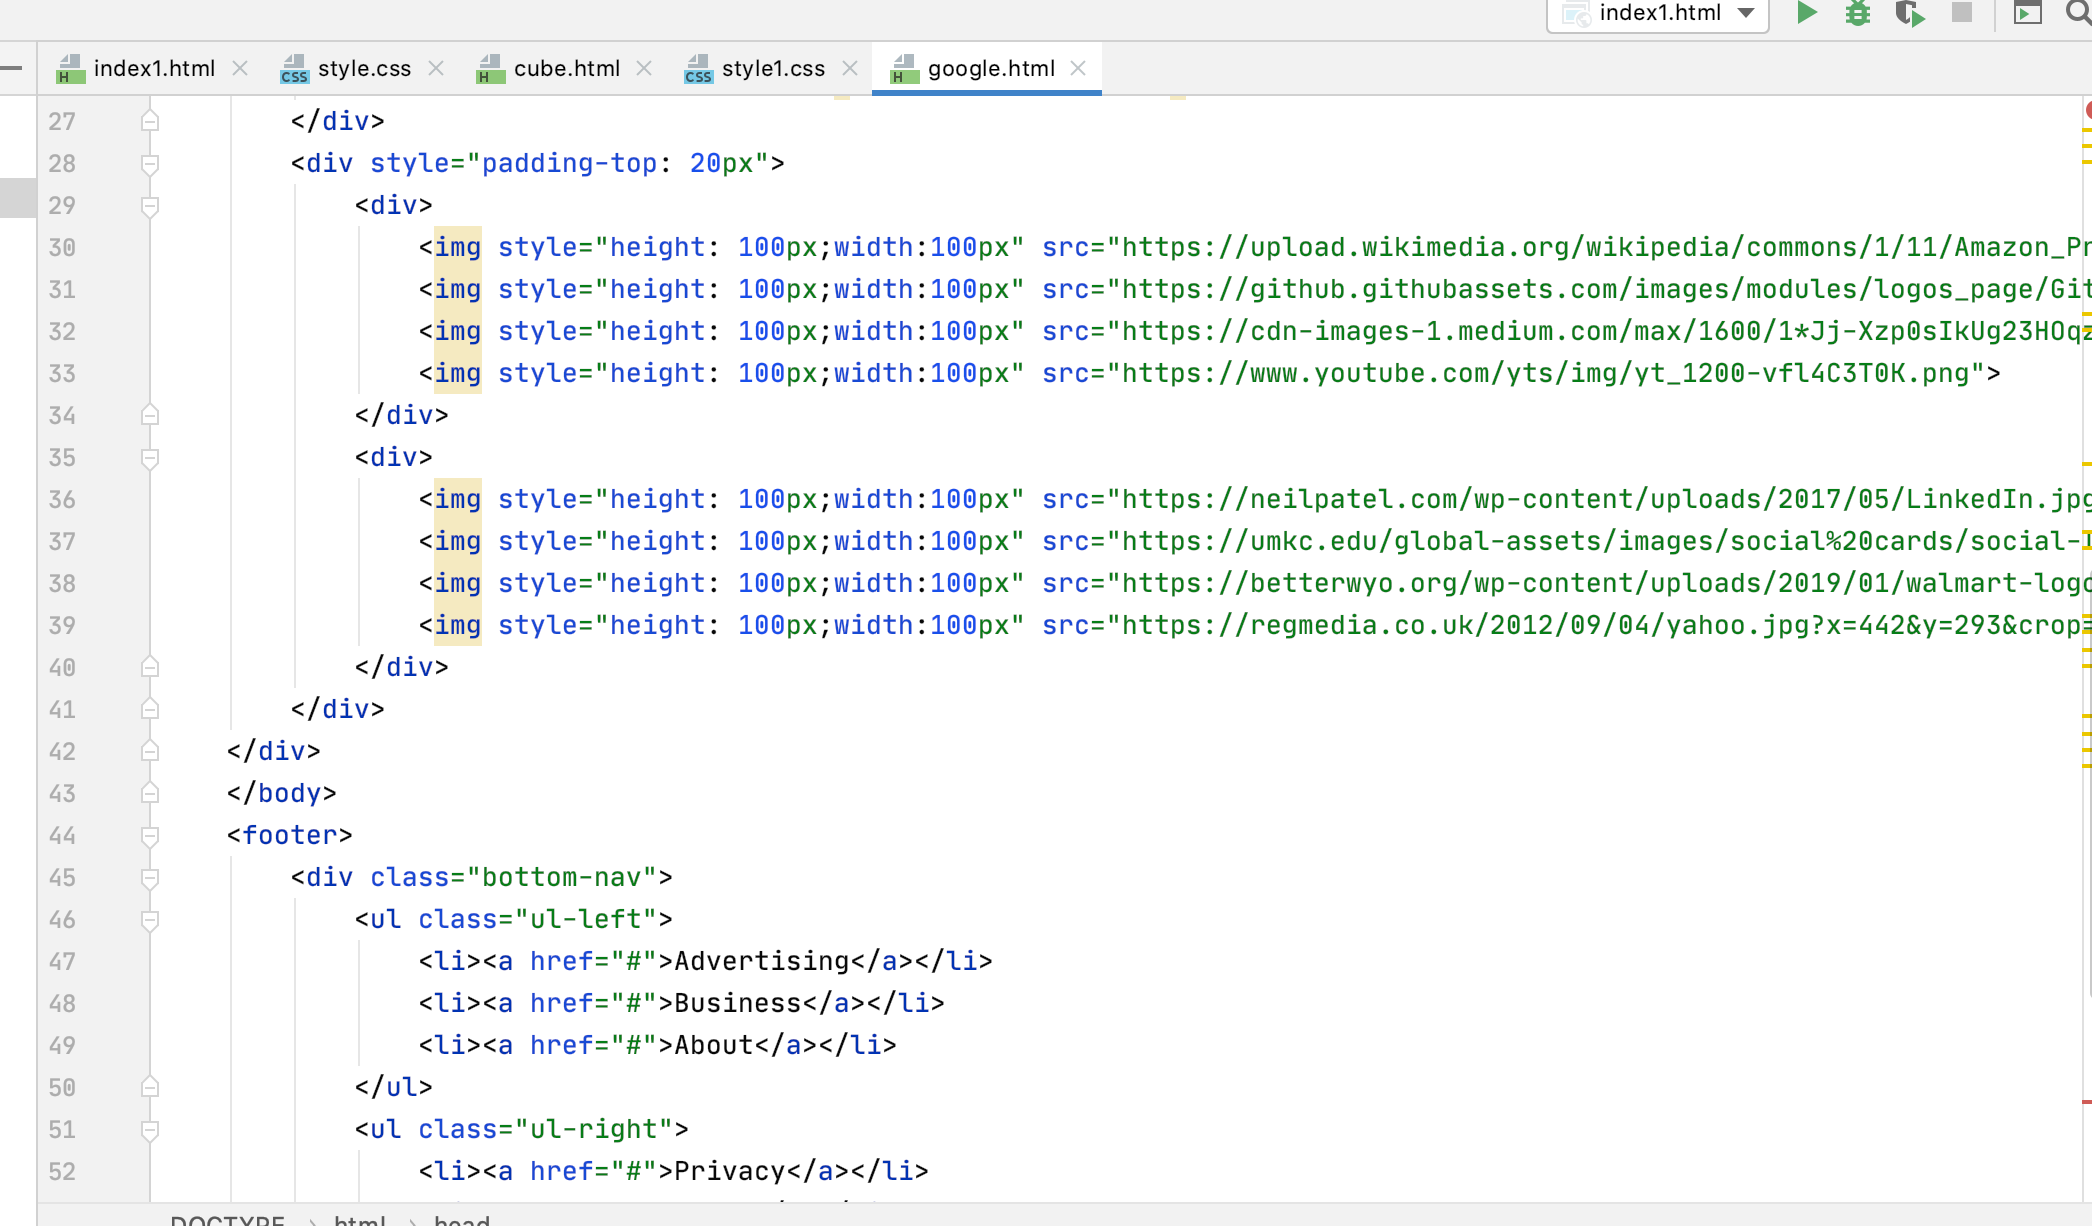 index1.html
index1.html style.css cube.html style1.css google.html
27 </div>
28 <div style="padding-top: 20px">
29 <div>
30 <img style="height: 100px;width:100px" src="https://upload.wikimedia.org/wikipedia/commons/1/11/Amazon_Pr
31 <img style="height: 100px;width:100px" src="https://github.githubassets.com/images/modules/logos_page/Git
32 <img style="height: 100px;width:100px" src="https://cdn-images-1.medium.com/max/1600/1*Jj-Xzp0sIkUg23HOqz
33 <img style="height: 100px;width:100px" src="https://www.youtube.com/yts/img/yt_1200-vfl4C3T0K.png">
34 </div>
35 <div>
36 <img style="height: 100px;width:100px" src="https://neilpatel.com/wp-content/uploads/2017/05/LinkedIn.jpg
37 <img style="height: 100px;width:100px" src="https://umkc.edu/global-assets/images/social%20cards/social-
38 <img style="height: 100px;width:100px" src="https://betterwyo.org/wp-content/uploads/2019/01/walmart-logo
39 <img style="height: 100px;width:100px" src="https://regmedia.co.uk/2012/09/04/yahoo.jpg?x=442&y=293&crop=
40 </div>
41 </div>
42 </div>
43 </body>
44 <footer>
45 <div class="bottom-nav">
46 <ul class="ul-left">
47 <li><a href="#">Advertising</a></li>
48 <li><a href="#">Business</a></li>
49 <li><a href="#">About</a></li>
50 </ul>
51 <ul class="ul-right">
52 <li><a href="#">Privacy</a></li>
DOCTYPE html head